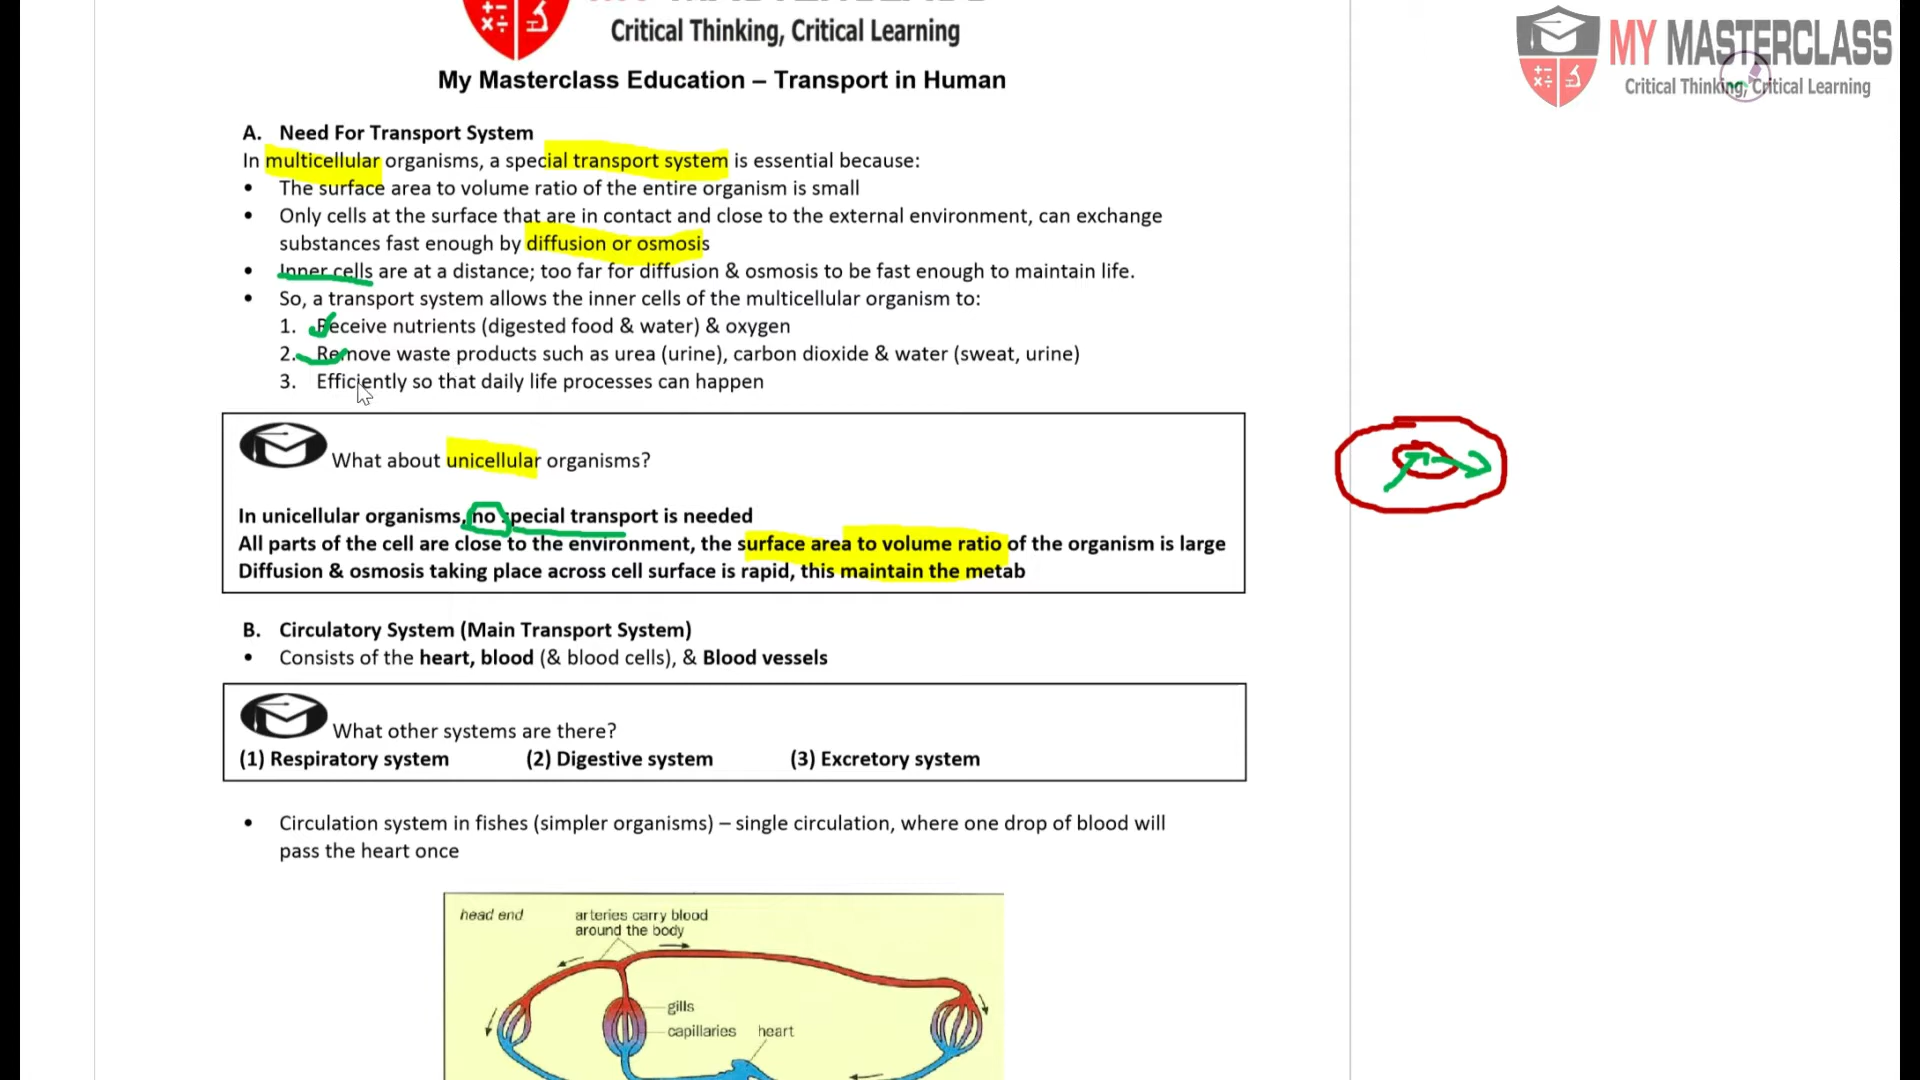 Critical Thinking, Critical Learning
MY MASTERCLASS
Critical Thinking, Critical Learning
My Masterclass Education – Transport in Human
A. Need For Transport System
In multicellular organisms, a special transport system is essential because:
• The surface area to volume ratio of the entire organism is small
• Only cells at the surface that are in contact and close to the external environment, can exchange
substances fast enough by diffusion or osmosis
• Inner cells are at a distance; too far for diffusion & osmosis to be fast enough to maintain life.
• So, a transport system allows the inner cells of the multicellular organism to:
1. Receive nutrients (digested food & water) & oxygen
2. Remove waste products such as urea (urine), carbon dioxide & water (sweat, urine)
3. Efficiently so that daily life processes can happen
What about unicellular organisms?
In unicellular organisms, no special transport is needed
All parts of the cell are close to the environment, the surface area to volume ratio of the organism is large
Diffusion & osmosis taking place across cell surface is rapid, this maintain the metab
B. Circulatory System (Main Transport System)
• Consists of the heart, blood (& blood cells), & Blood vessels
What other systems are there?
(1) Respiratory system (2) Digestive system (3) Excretory system
• Circulation system in fishes (simpler organisms) – single circulation, where one drop of blood will
pass the heart once
head end
arteries carry blood
around the body
gills
capillaries
heart